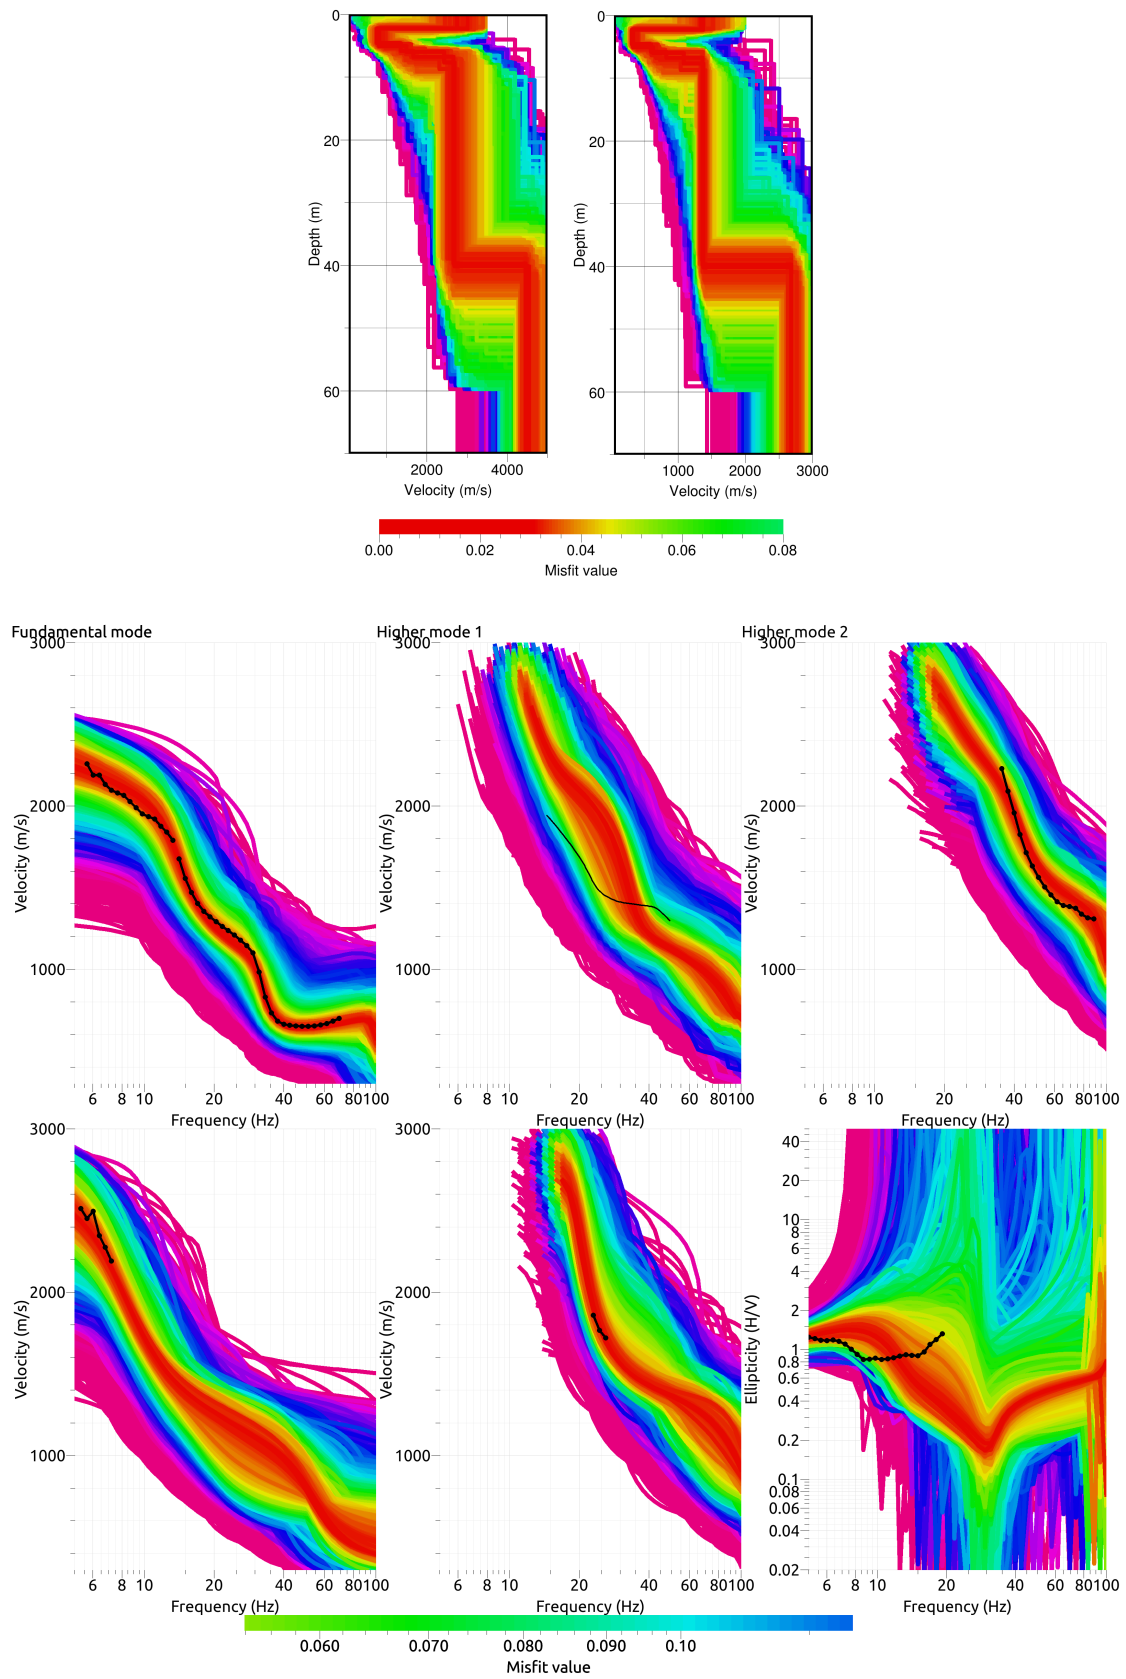 0 0
20 20
40 40
60 60
Depth (m) Depth (m)
2000 4000 1000 2000 3000
Velocity (m/s) Velocity (m/s)
0.00 0.02 0.04 0.06 0.08
Misfit value
Fundamental mode Higher mode 1 Higher mode 2
3000 3000 3000
2000 2000 2000
1000 1000 1000
Velocity (m/s) Velocity (m/s) Velocity (m/s)
6 8 10 20 40 60 80100 6 8 10 20 40 60 80100 6 8 10 20 40 60 80100
Frequency (Hz) Frequency (Hz) Frequency (Hz)
3000 3000 40
20
10
8
6
4
2000 2000 2
1
0.8
0.6
0.4
1000 1000 0.2
0.1
0.08
0.06
0.04
0.02
Velocity (m/s) Velocity (m/s) Ellipticity (H/V)
6 8 10 20 40 60 80100 6 8 10 20 40 60 80100 6 8 10 20 40 60 80100
Frequency (Hz) Frequency (Hz) Frequency (Hz)
0.060 0.070 0.080 0.090 0.10
Misfit value